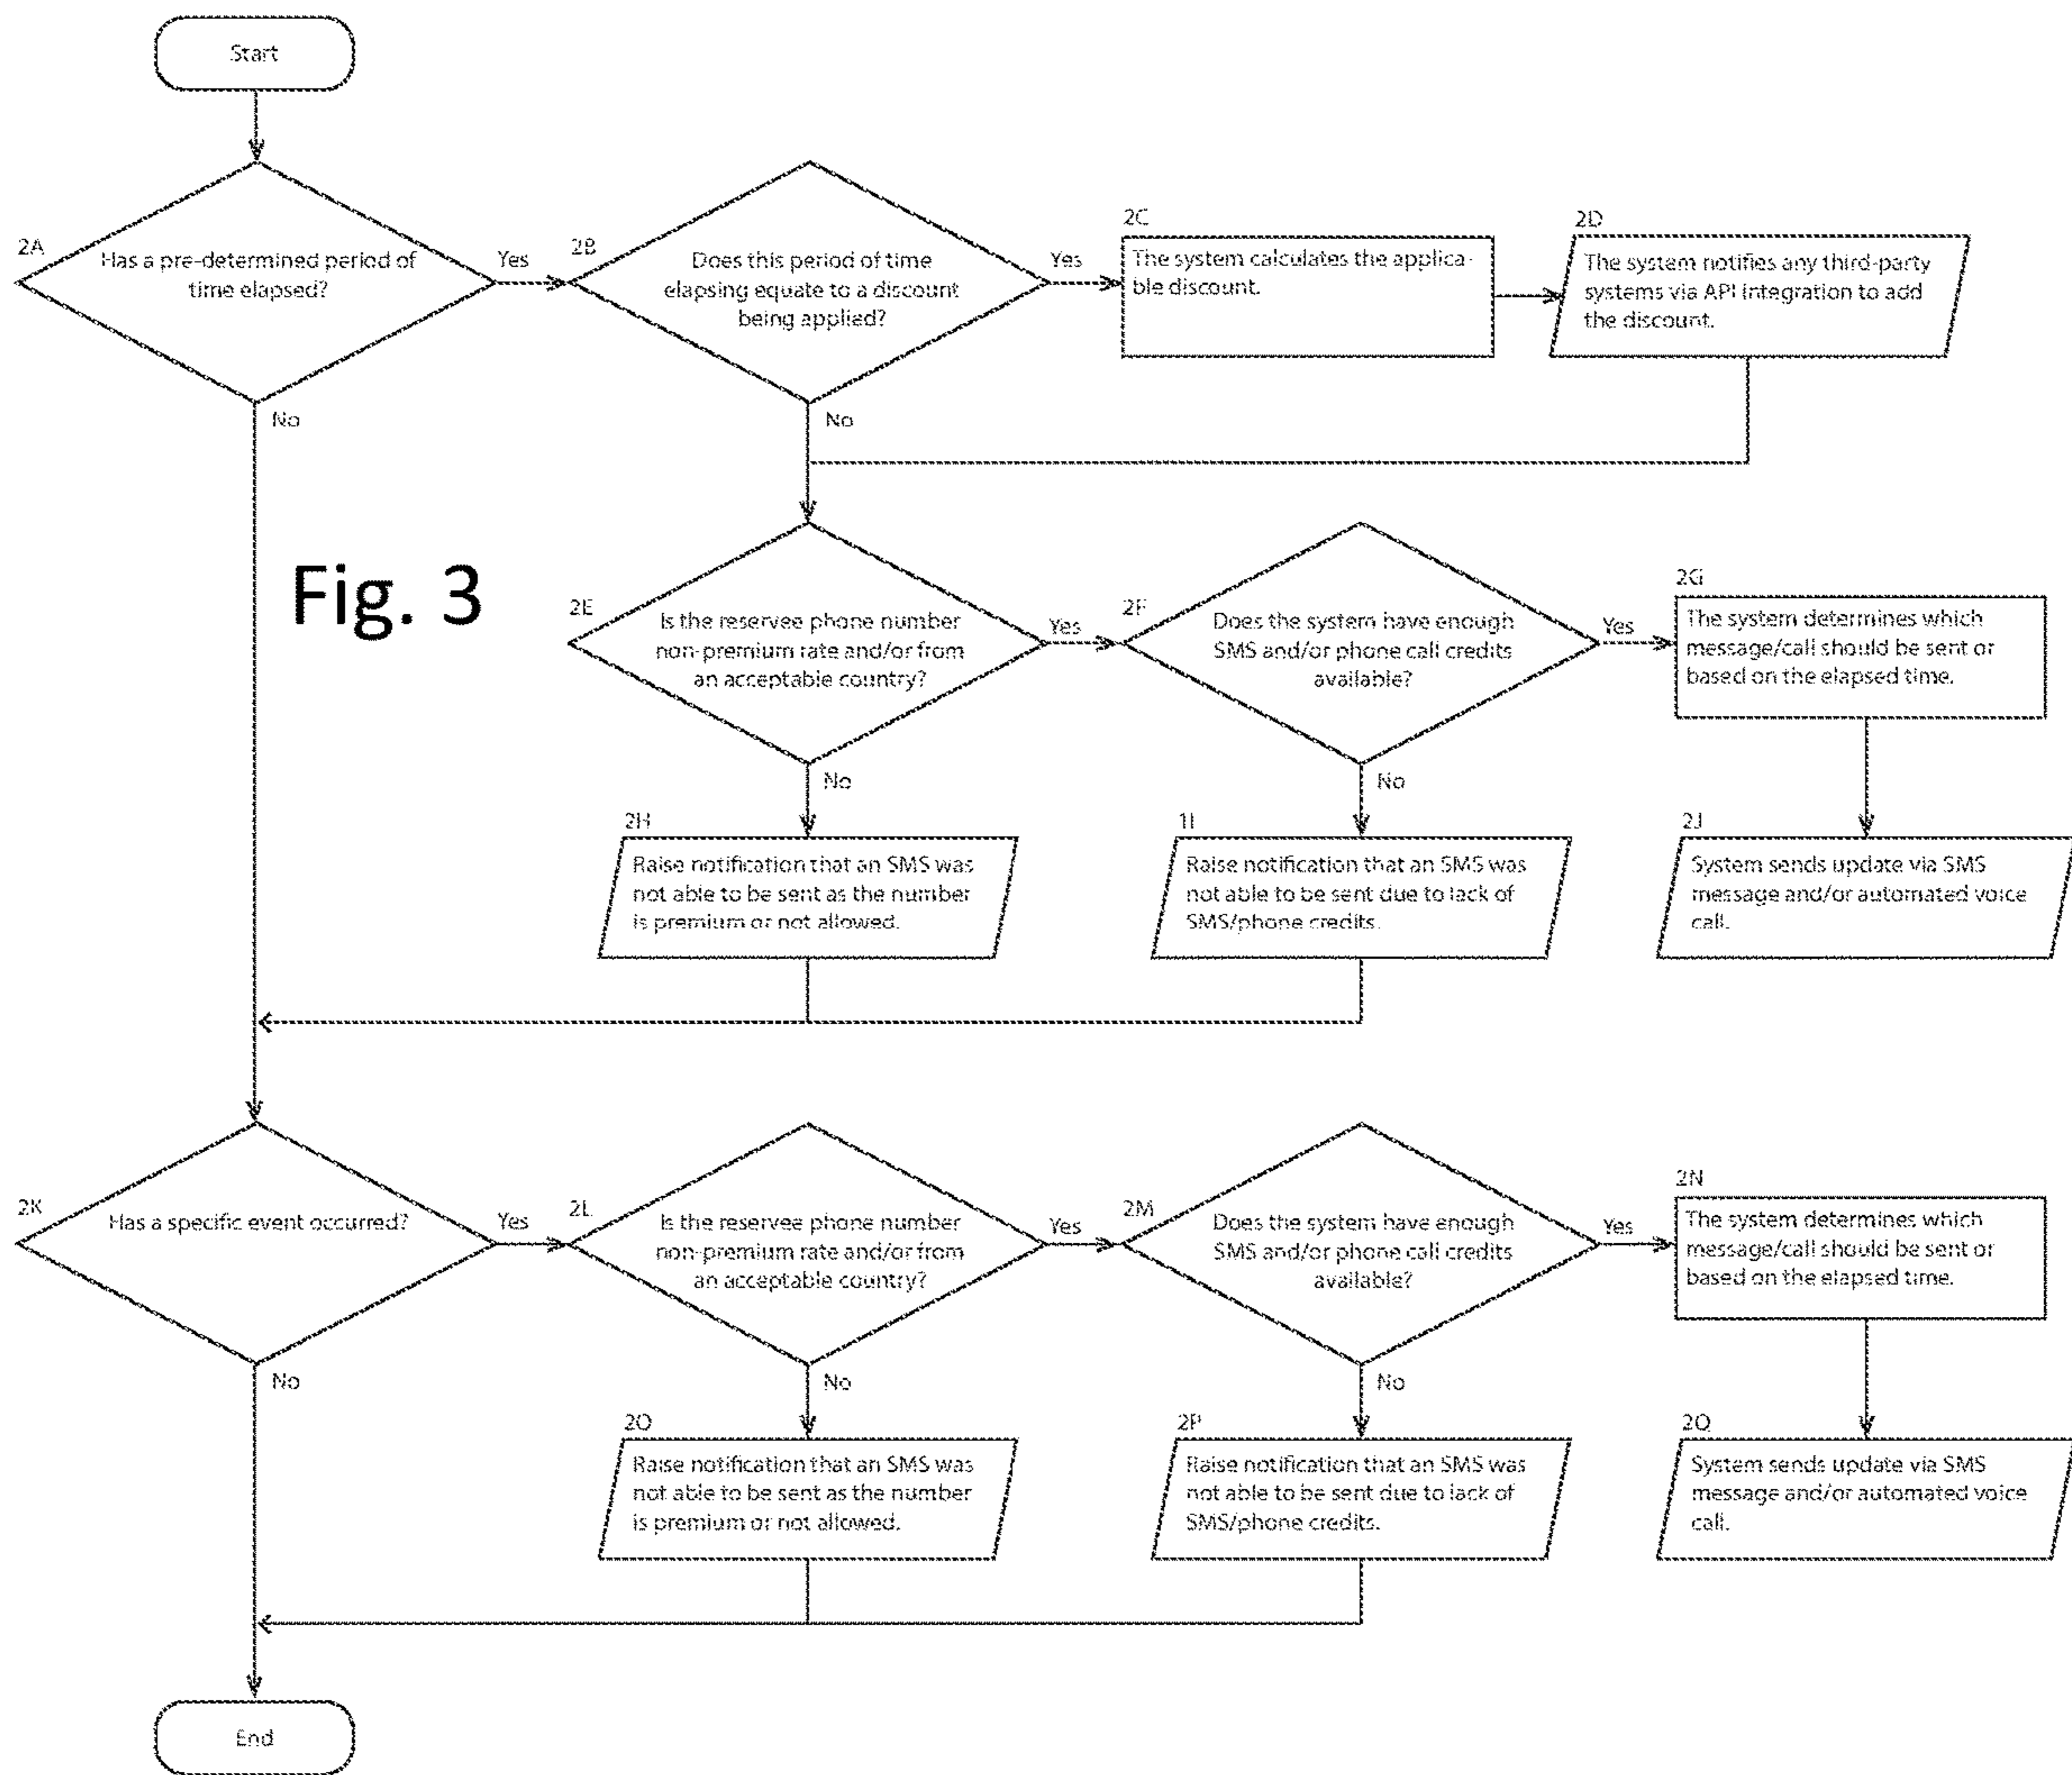 Start
2A
Has a pre-determined period of
time elapsed?
Yes
No
2B
Does this period of time
elapsing equate to a discount
being applied?
Yes
No
2C
The system calculates the applica-
ble discount.
2D
The system notifies any third-party
systems via API integration to add
the discount.
Fig. 3
2E
Is the reservee phone number
non-premium rate and/or from
an acceptable country?
Yes
No
2F
Does the system have enough
SMS and/or phone call credits
available?
Yes
No
2G
The system determines which
message/call should be sent or
based on the elapsed time.
2H
Raise notification that an SMS was
not able to be sent as the number
is premium or not allowed.
1I
Raise notification that an SMS was
not able to be sent due to lack of
SMS/phone credits.
2J
System sends update via SMS
message and/or automated voice
call.
2K
Has a specific event occurred?
Yes
No
2L
Is the reservee phone number
non-premium rate and/or from
an acceptable country?
Yes
No
2M
Does the system have enough
SMS and/or phone call credits
available?
Yes
No
2N
The system determines which
message/call should be sent or
based on the elapsed time.
2O
Raise notification that an SMS was
not able to be sent as the number
is premium or not allowed.
2P
Raise notification that an SMS was
not able to be sent due to lack of
SMS/phone credits.
2Q
System sends update via SMS
message and/or automated voice
call.
End